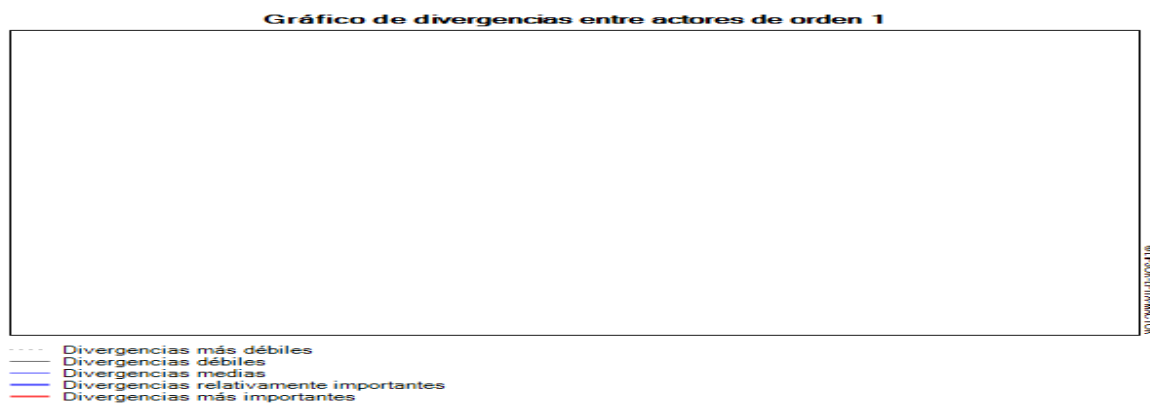 Gráfico de divergencias entre actores de orden 1
Divergencias más débiles
Divergencias débiles
Divergencias medias
Divergencias relativamente importantes
Divergencias más importantes